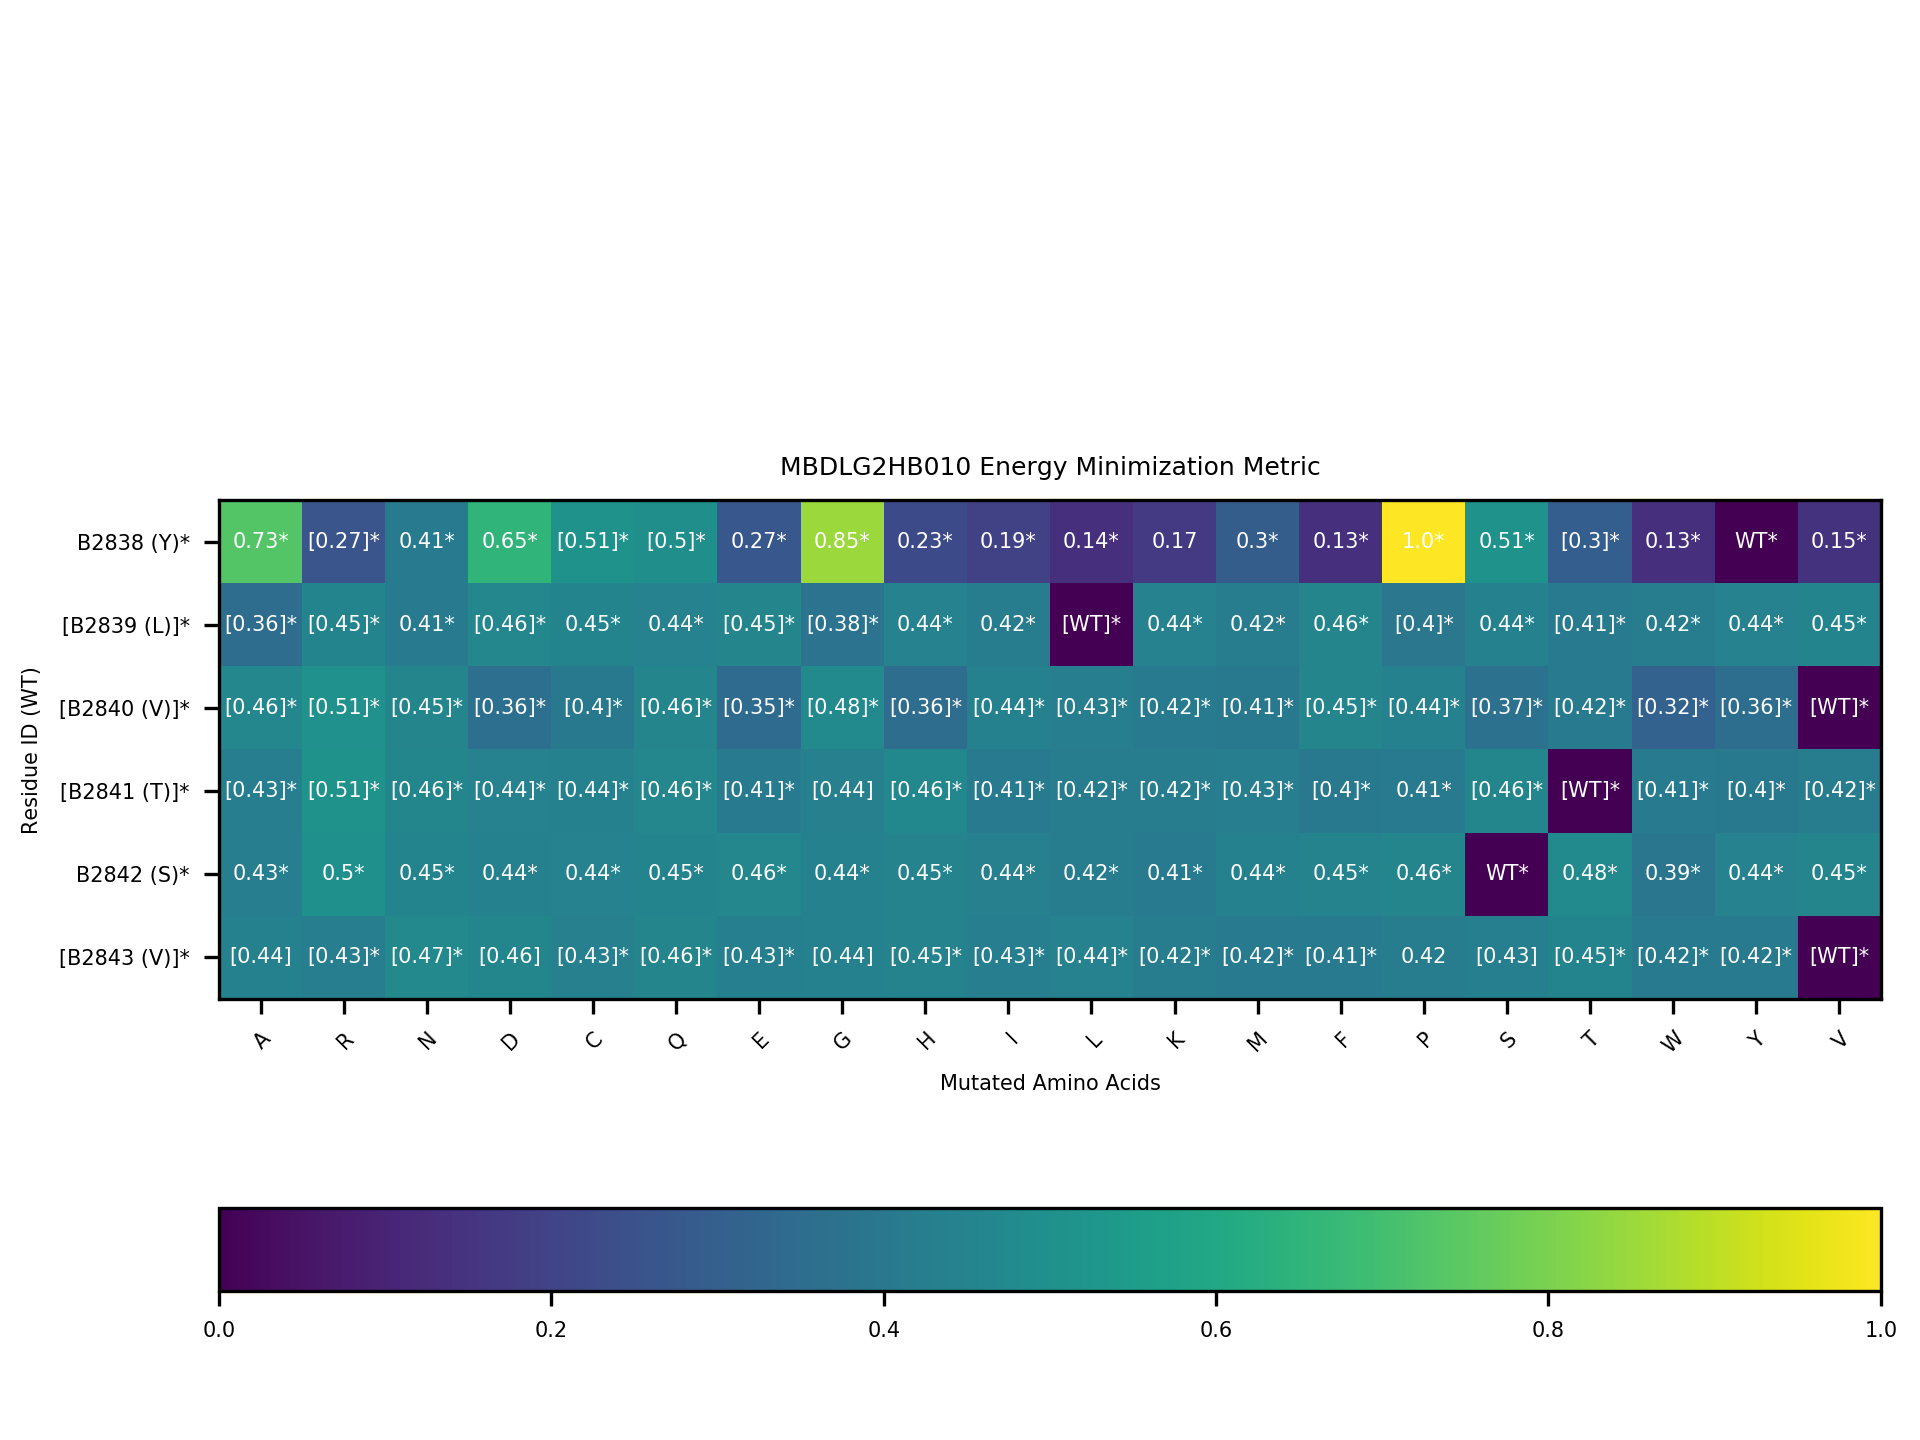 MBDLG2HB010 Energy Minimization Metric
Residue ID (WT)
B2838 (Y)* 0.73* [0.27]* 0.41* 0.65* [0.51]* [0.5]* 0.27* 0.85* 0.23* 0.19* 0.14* 0.17 0.3* 0.13* 1.0* 0.51* [0.3]* 0.13* WT* 0.15*
[B2839 (L)]* [0.36]* [0.45]* 0.41* [0.46]* 0.45* 0.44* [0.45]* [0.38]* 0.44* 0.42* [WT]* 0.44* 0.42* 0.46* [0.4]* 0.44* [0.41]* 0.42* 0.44* 0.45*
[B2840 (V)]* [0.46]* [0.51]* [0.45]* [0.36]* [0.4]* [0.46]* [0.35]* [0.48]* [0.36]* [0.44]* [0.43]* [0.42]* [0.41]* [0.45]* [0.44]* [0.37]* [0.42]* [0.32]* [0.36]* [WT]*
[B2841 (T)]* [0.43]* [0.51]* [0.46]* [0.44]* [0.44]* [0.46]* [0.41]* [0.44] [0.46]* [0.41]* [0.42]* [0.42]* [0.43]* [0.4]* 0.41* [0.46]* [WT]* [0.41]* [0.4]* [0.42]*
B2842 (S)* 0.43* 0.5* 0.45* 0.44* 0.44* 0.45* 0.46* 0.44* 0.45* 0.44* 0.42* 0.41* 0.44* 0.45* 0.46* WT* 0.48* 0.39* 0.44* 0.45*
[B2843 (V)]* [0.44] [0.43]* [0.47]* [0.46] [0.43]* [0.46]* [0.43]* [0.44] [0.45]* [0.43]* [0.44]* [0.42]* [0.42]* [0.41]* 0.42 [0.43] [0.45]* [0.42]* [0.42]* [WT]*
A R N D C Q E G H I L K M F P S T W Y V
Mutated Amino Acids
0.0 0.2 0.4 0.6 0.8 1.0